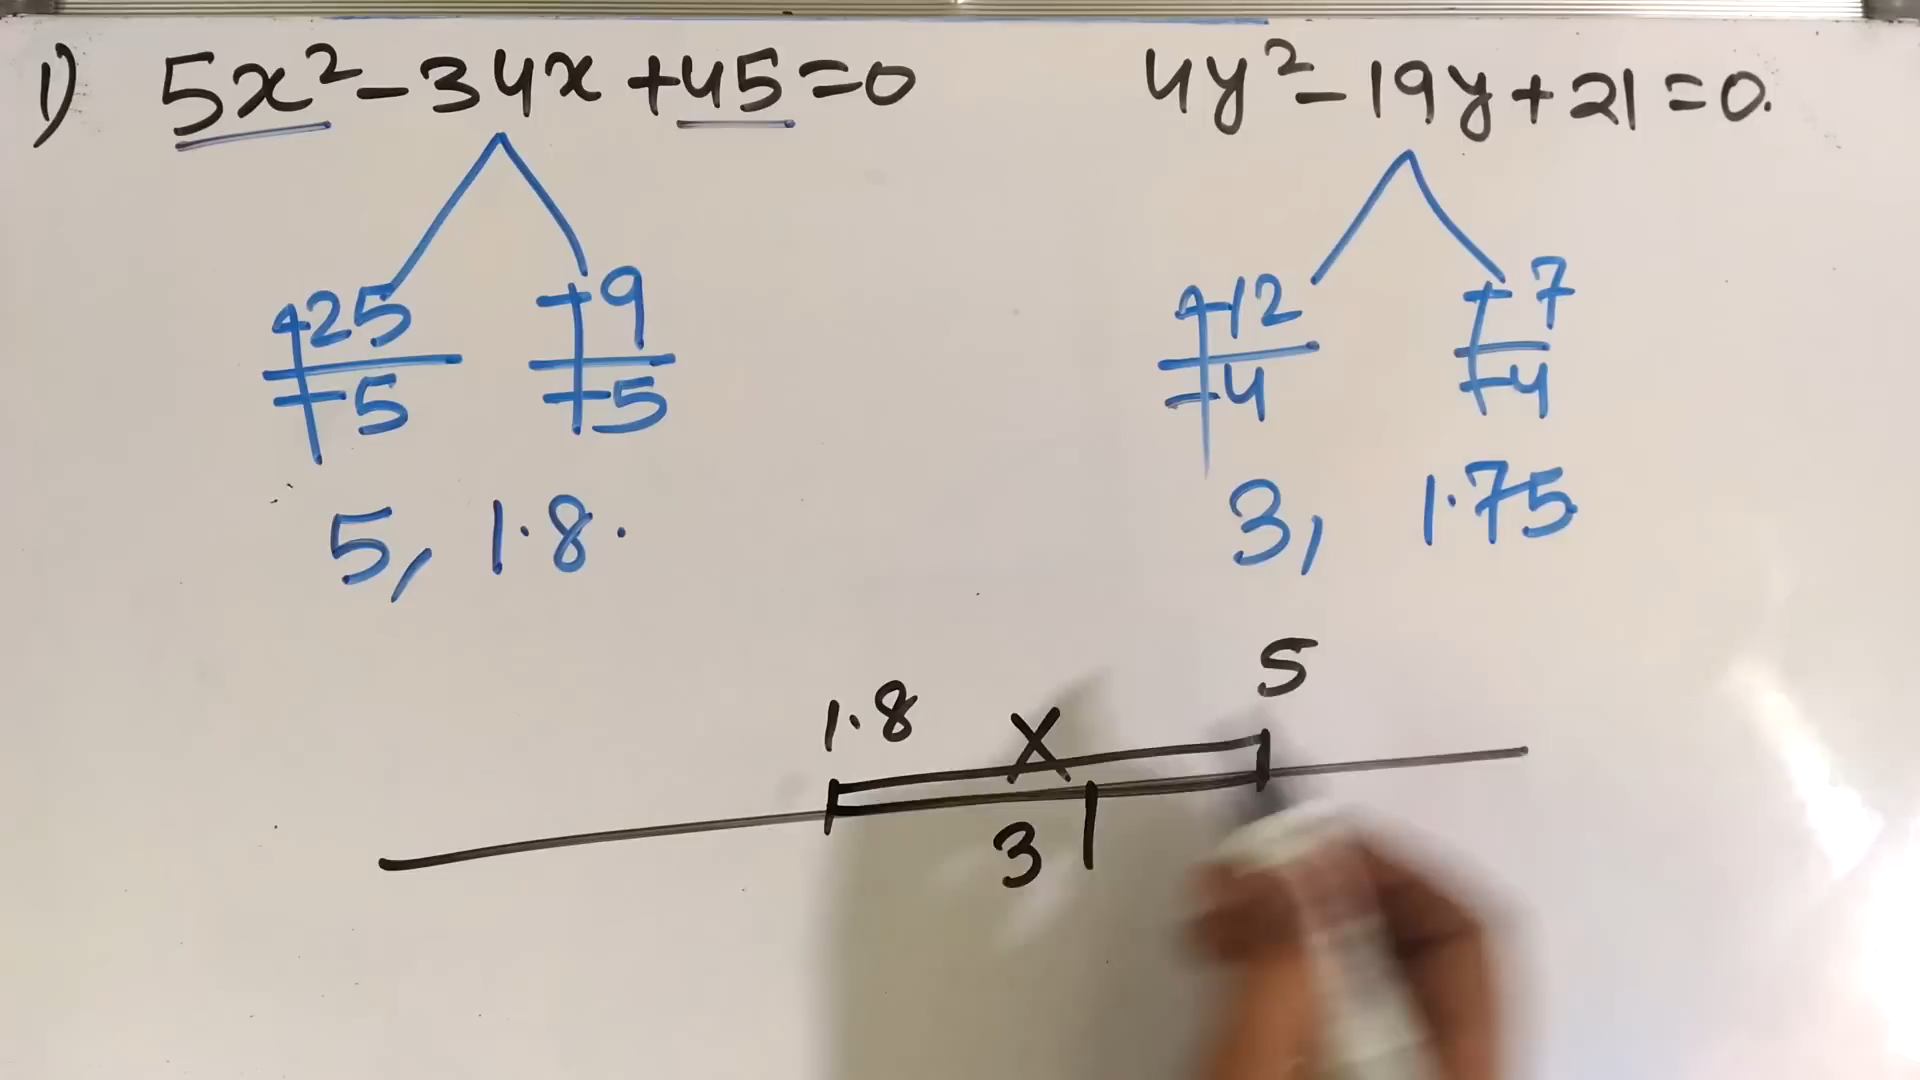 1) 5x² - 34x + 45 = 0 4y² - 19y + 21 = 0.
-25 -9 -12 -7
-5 -5 -4 -4
5, 1.8. 3, 1.75
1.8 x 5
3